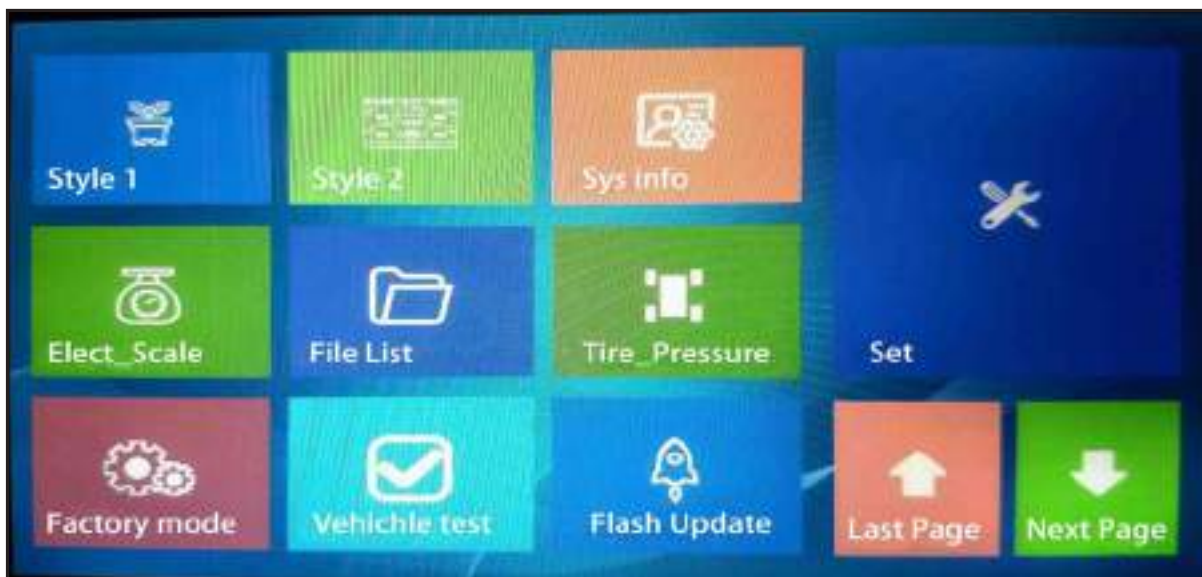 Style 1
Style 2
Sys info
Elect_Scale
File List
Tire_Pressure
Set
Factory mode
Vehichle test
Flash Update
Last Page
Next Page